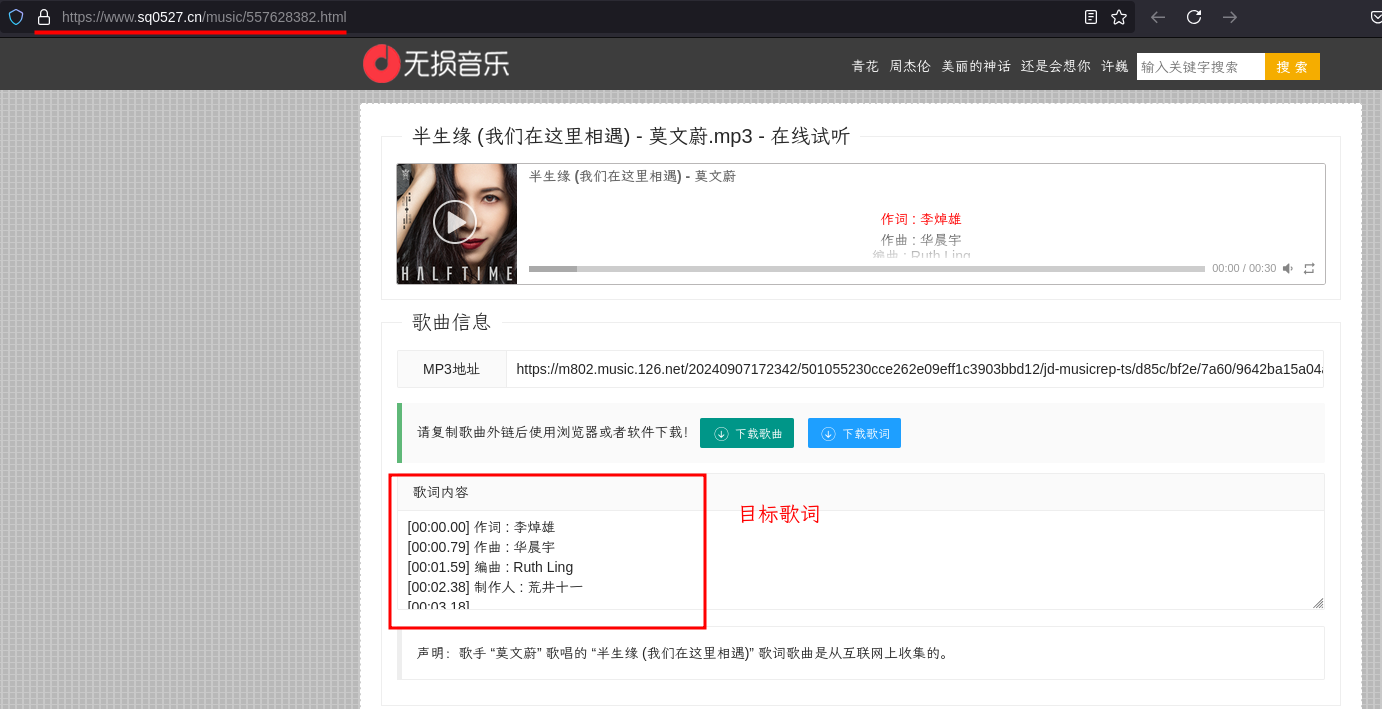 https://www.sq0527.cn/music/557628382.html
无损音乐
青花 周杰伦 美丽的神话 还是会想你 许巍 输入关键字搜索 搜 索
半生缘 (我们在这里相遇) - 莫文蔚.mp3 - 在线试听
半生缘 (我们在这里相遇) - 莫文蔚
作词 : 李焯雄
作曲 : 华晨宇
编曲 : Ruth Ling
HALFTIME
00:00 / 00:30
歌曲信息
MP3地址 https://m802.music.126.net/20240907172342/501055230cce262e09eff1c3903bbd12/jd-musicrep-ts/d85c/bf2e/7a60/9642ba15a04a
请复制歌曲外链后使用浏览器或者软件下载! 下载歌曲 下载歌词
歌词内容
目标歌词
[00:00.00] 作词 : 李焯雄
[00:00.79] 作曲 : 华晨宇
[00:01.59] 编曲 : Ruth Ling
[00:02.38] 制作人 : 荒井十一
[00:03.18]
声明：歌手 “莫文蔚” 歌唱的 “半生缘 (我们在这里相遇)” 歌词歌曲是从互联网上收集的。